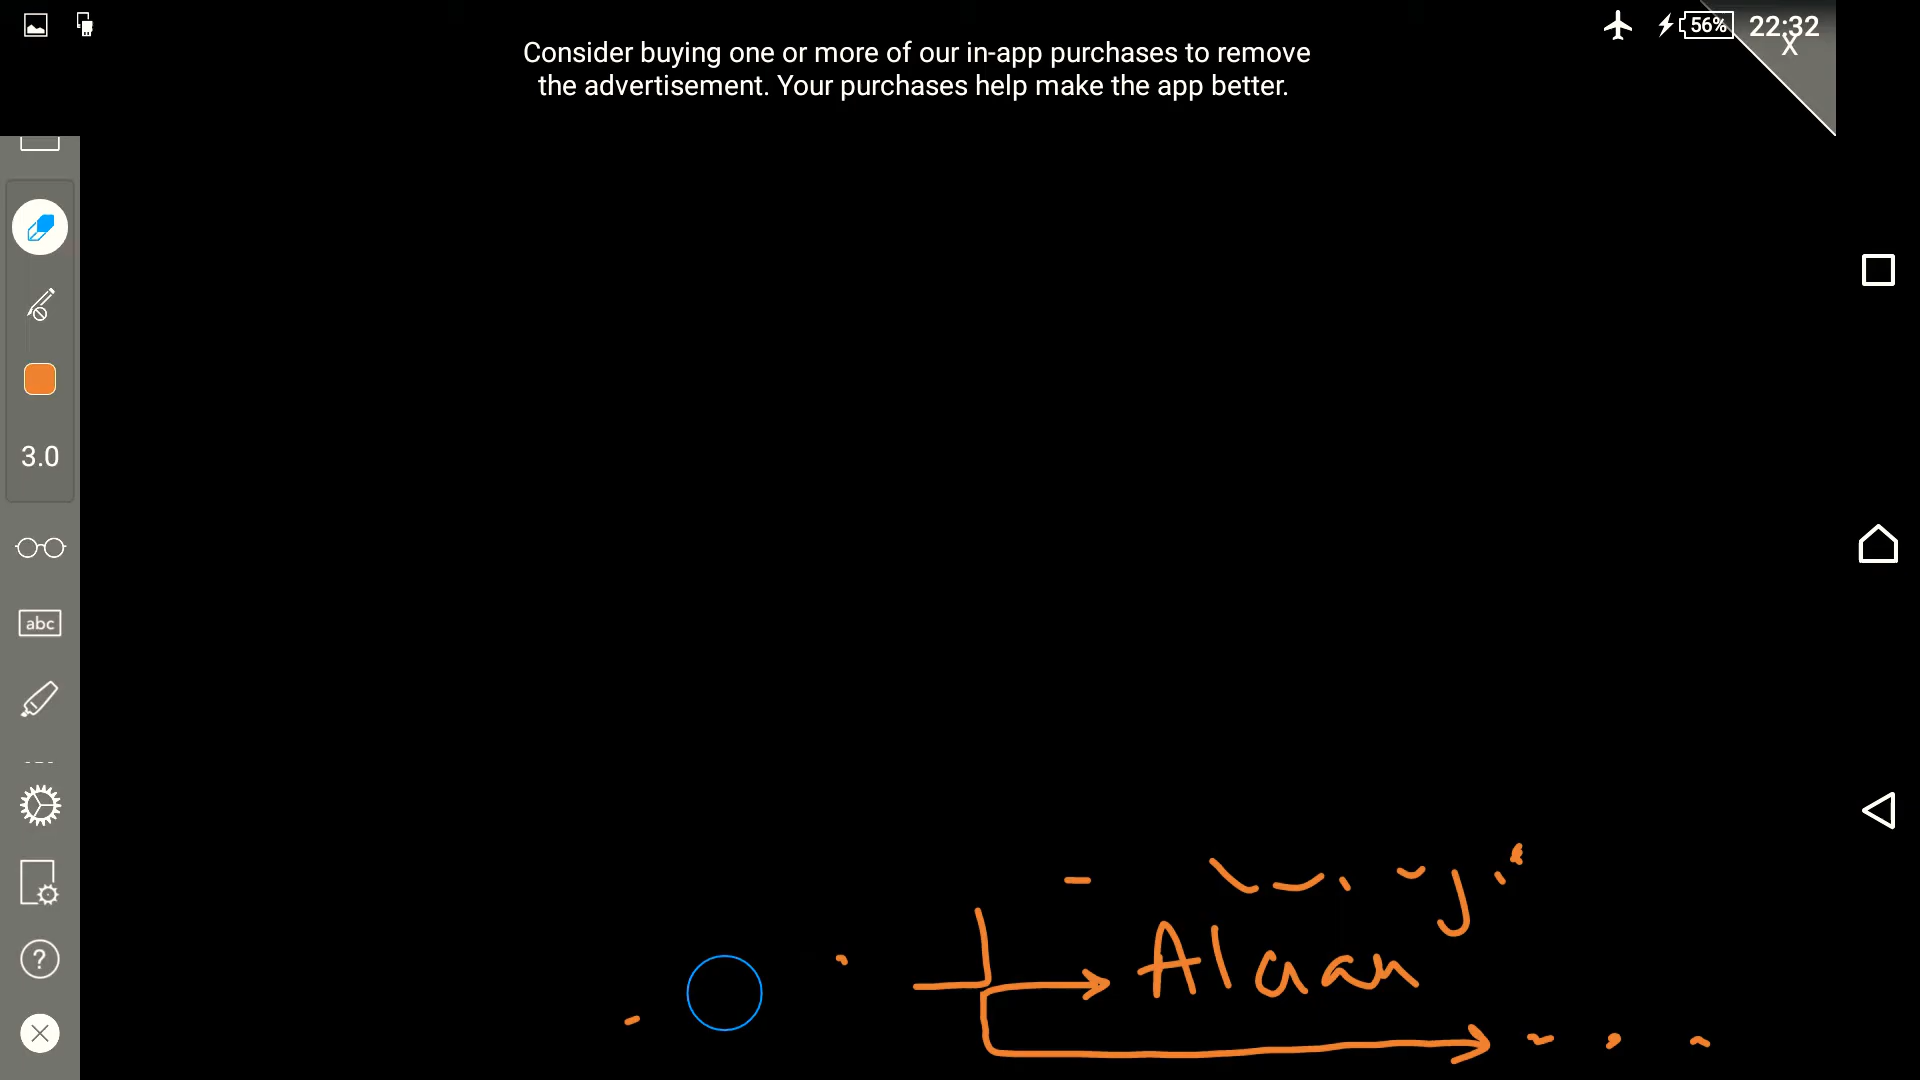 56% 22:32
Consider buying one or more of our in-app purchases to remove
the advertisement. Your purchases help make the app better.
X
3.0
abc
?